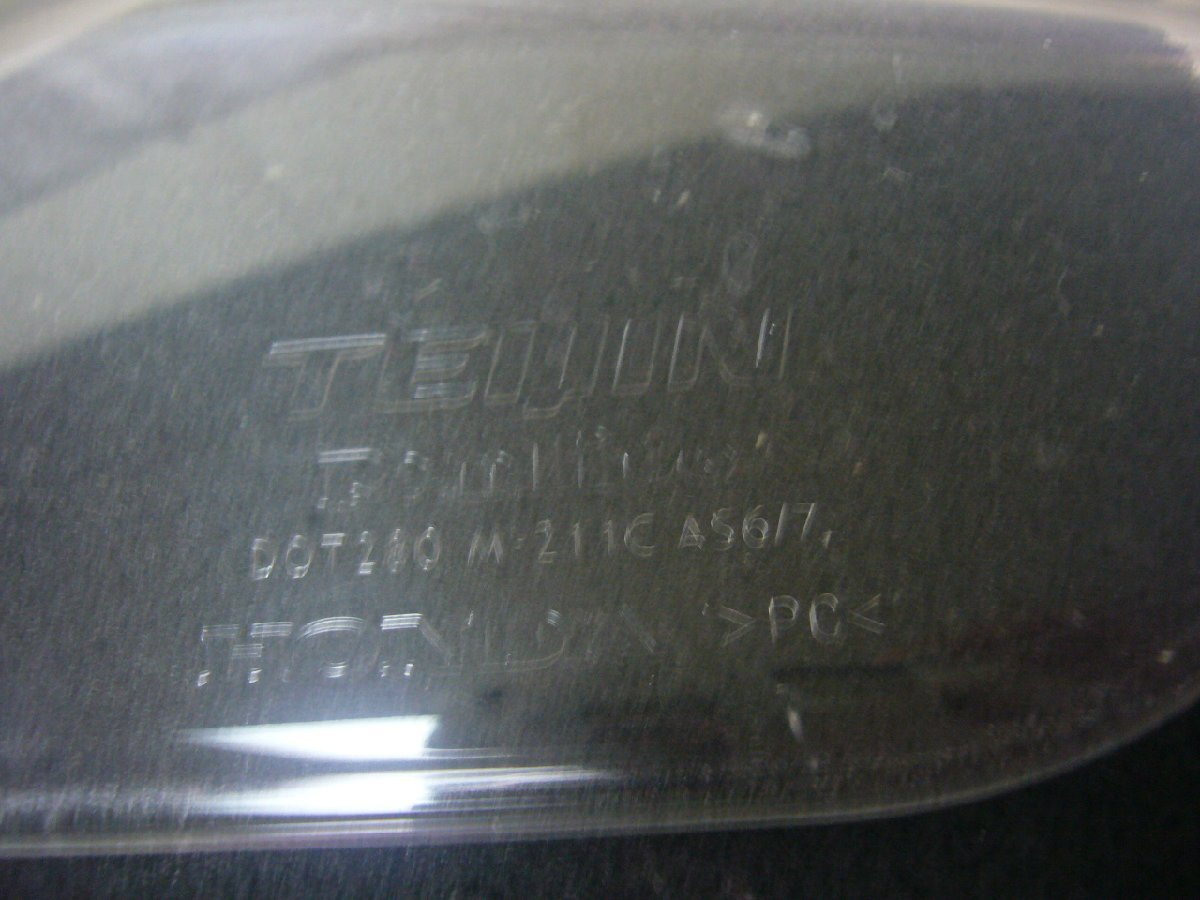 TEIJIN
DOT280 M-211C AS6/7,
HONDA >PC<